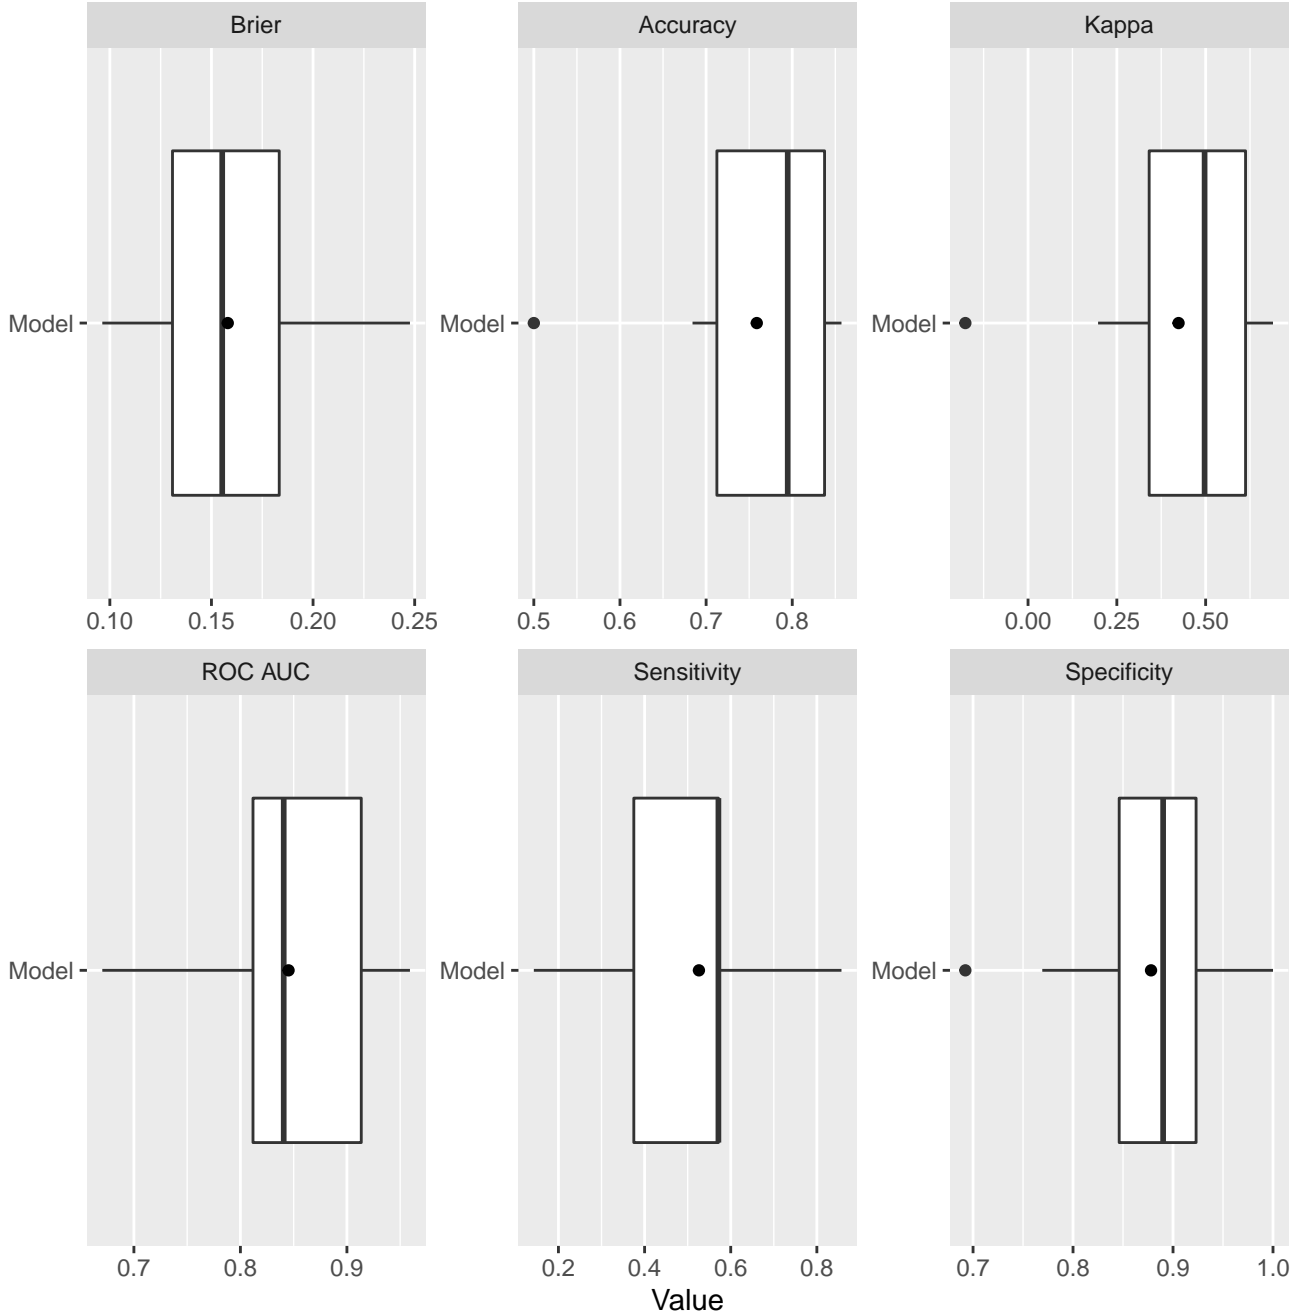 Brier Accuracy Kappa
Model Model Model
0.10 0.15 0.20 0.25 0.5 0.6 0.7 0.8 0.00 0.25 0.50
ROC AUC Sensitivity Specificity
Model Model Model
0.7 0.8 0.9 0.2 0.4 0.6 0.8 0.7 0.8 0.9 1.0
Value